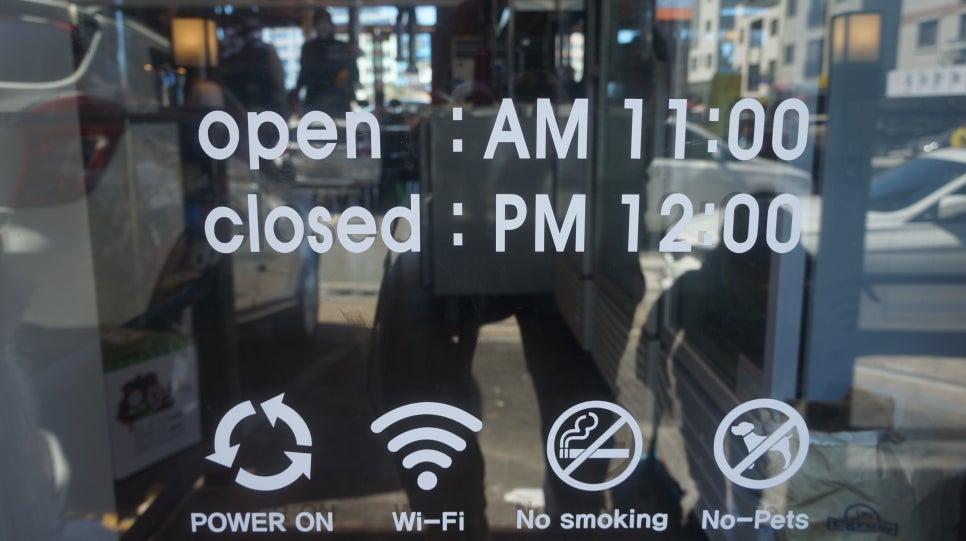 open : AM 11:00
closed : PM 12:00
POWER ON Wi-Fi No smoking No-Pets